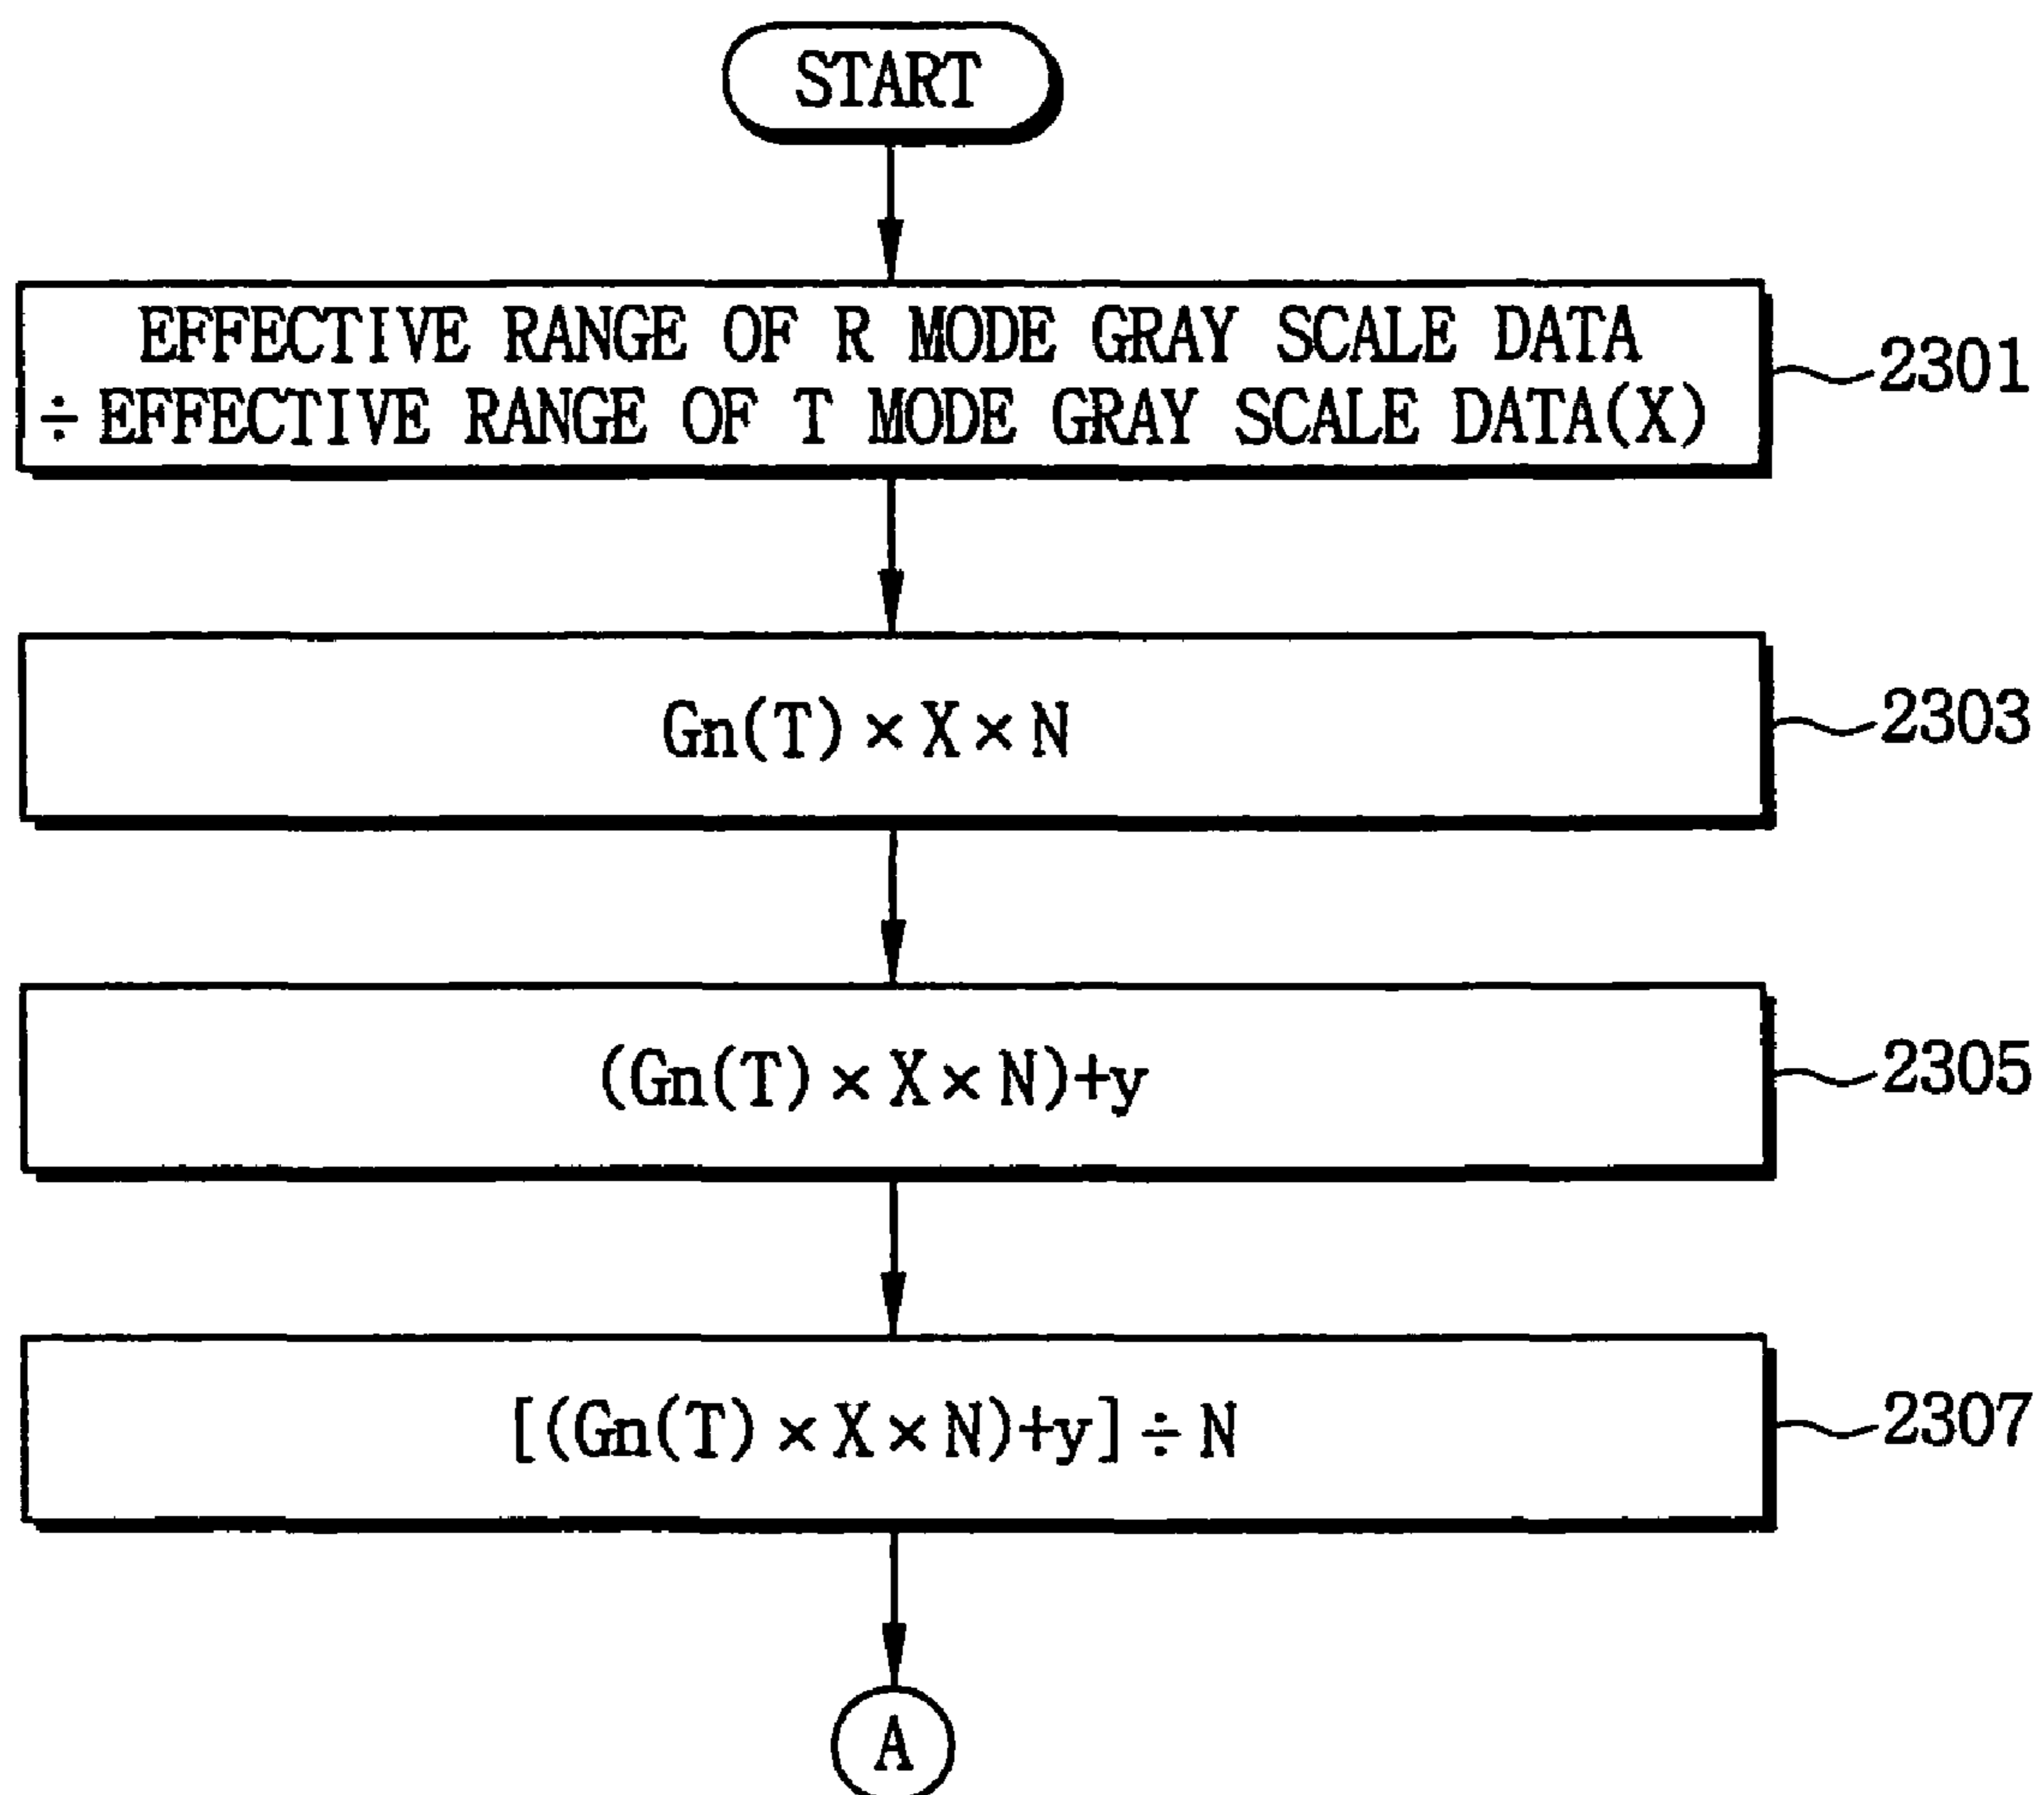 START
EFFECTIVE RANGE OF R MODE GRAY SCALE DATA
÷ EFFECTIVE RANGE OF T MODE GRAY SCALE DATA(X)
2301
Gn(T)×X×N
2303
(Gn(T)×X×N)+y
2305
[(Gn(T)×X×N)+y]÷N
2307
A